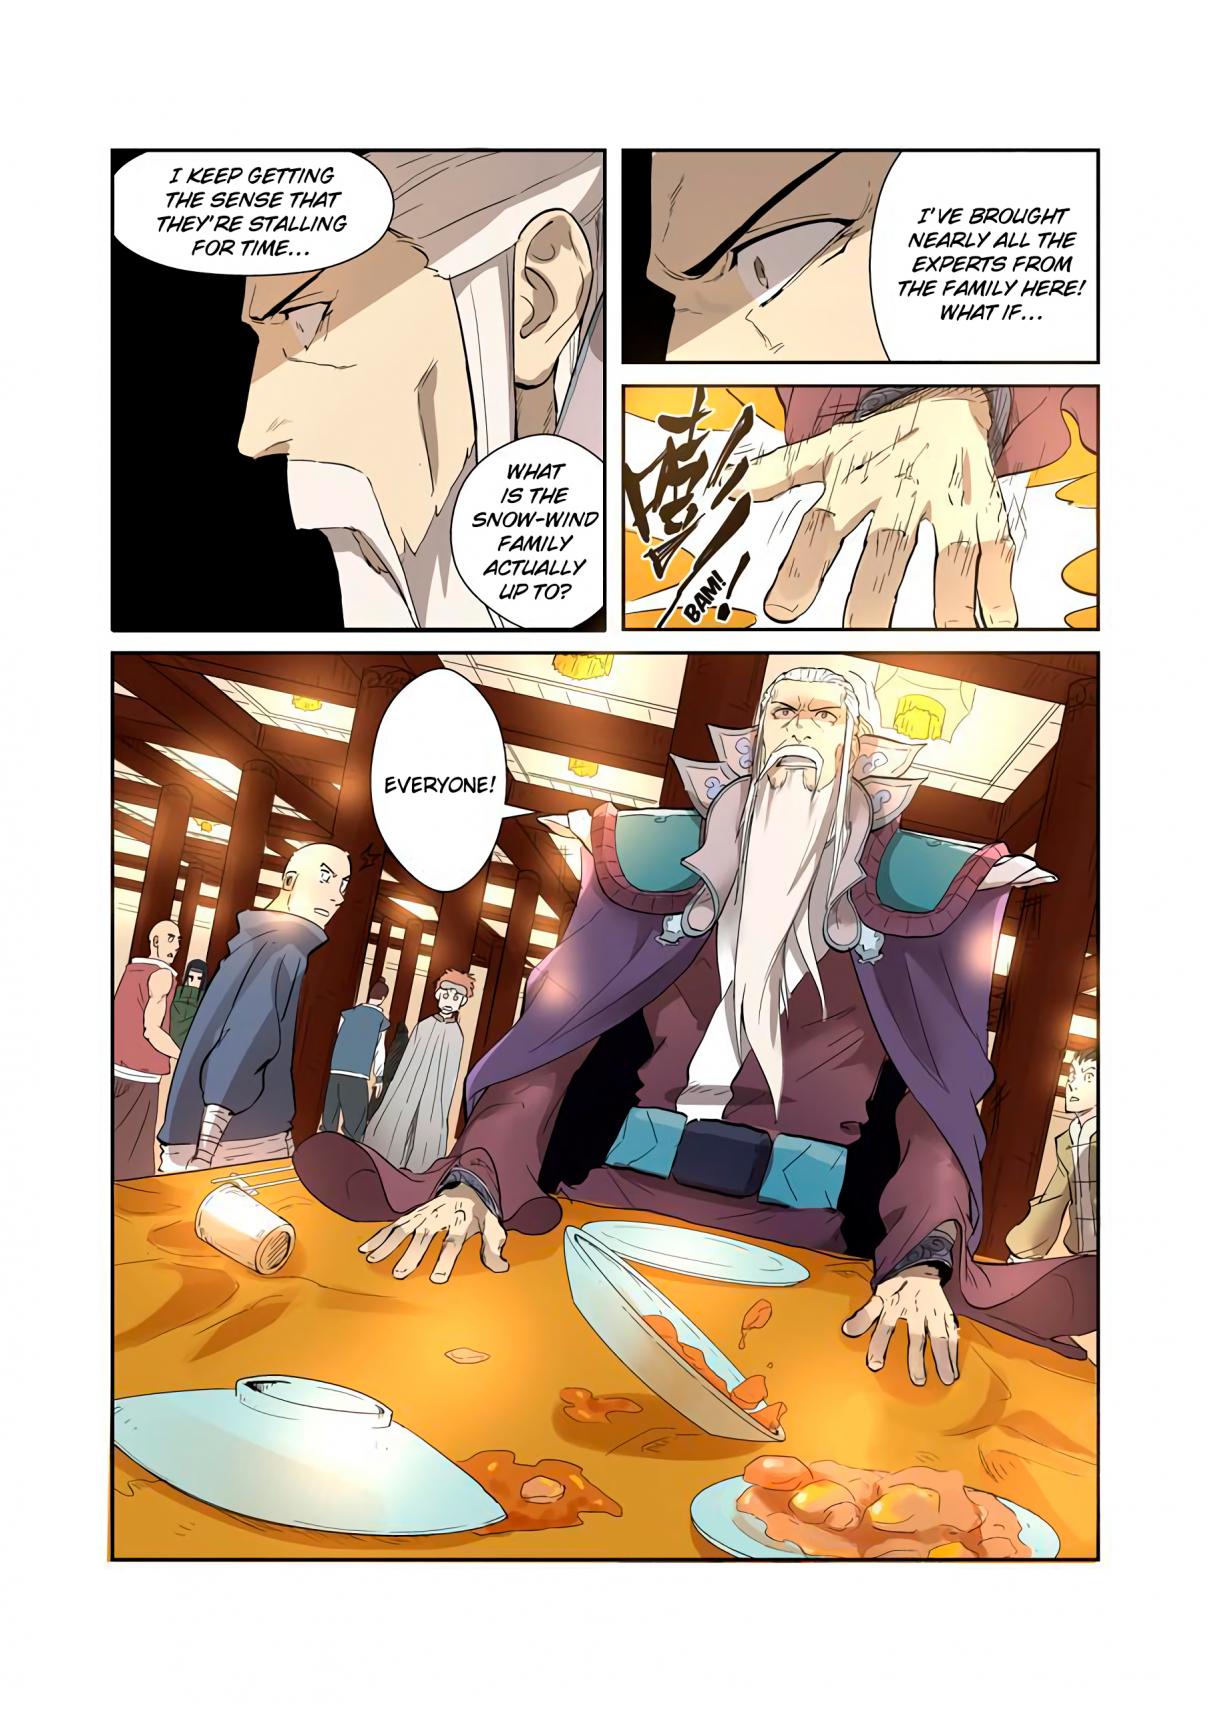 I KEEP GETTING
THE SENSE THAT
THEY'RE STALLING
FOR TIME...
WHAT
IS THE
SNOW-WIND
FAMILY
ACTUALLY
UP TO?
I'VE BROUGHT
NEARLY ALL THE
EXPERTS FROM
THE FAMILY HERE!
WHAT IF...
嘭!
BAM!
EVERYONE!